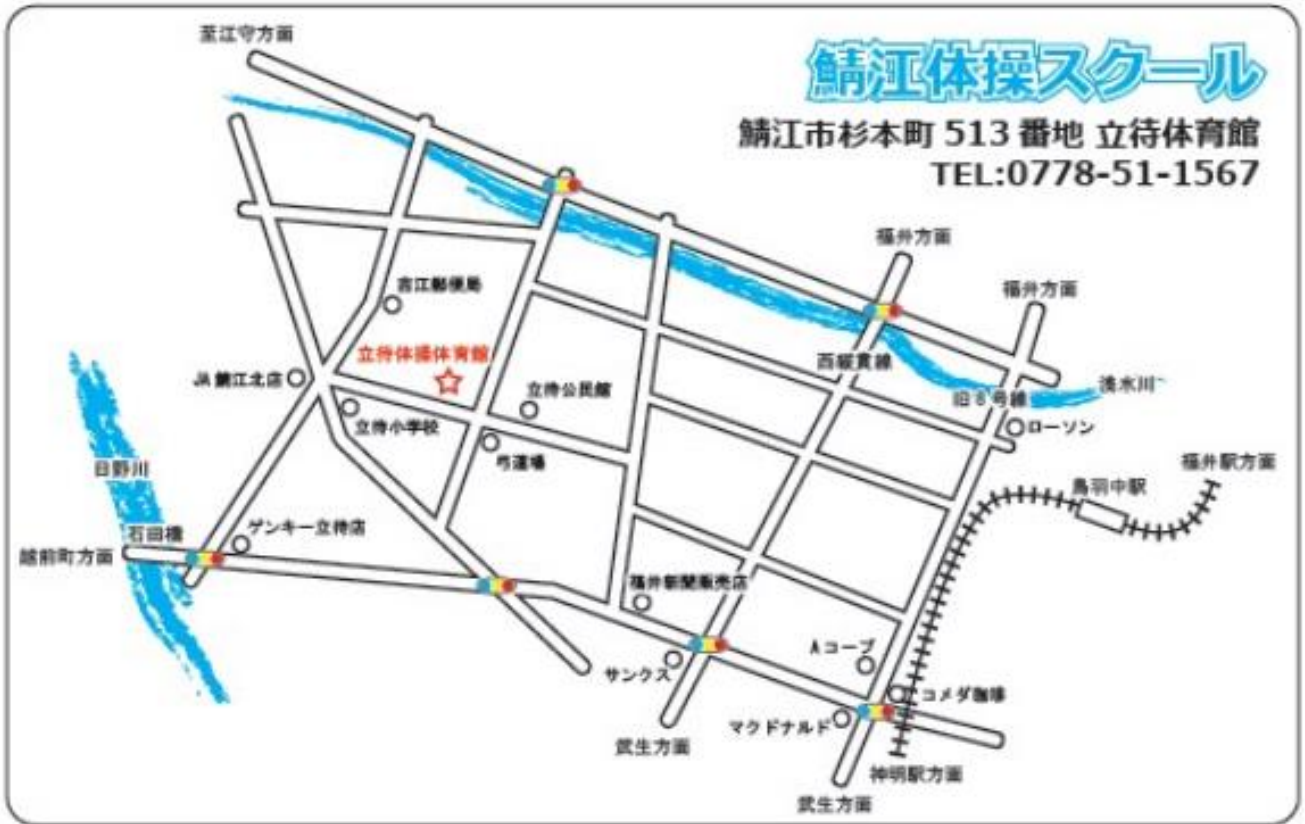 至江守方面
鯖江体操スクール
鯖江市杉本町 513 番地 立待体育館
TEL:0778-51-1567
福井方面
福井方面
吉江郵便局
立待体操体育館
西縦貫線
JA鯖江北店
立待公民館
浅水川
旧8号線
立待小学校
ローソン
弓道場
福井駅方面
日野川
鳥羽中駅
石田橋
ゲンキー立待店
越前町方面
福井新聞販売店
Aコープ
サンクス
コメダ珈琲
マクドナルド
武生方面
神明駅方面
武生方面